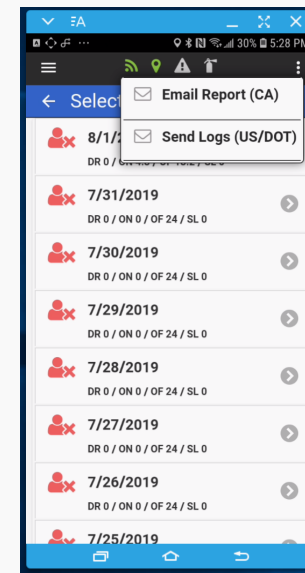 EA
30% 5:28 PM
Select
Email Report (CA)
Send Logs (US/DOT)
8/1/
DR 0 /
7/31/2019
DR 0 / ON 0 / OF 24 / SL 0
7/30/2019
DR 0 / ON 0 / OF 24 / SL 0
7/29/2019
DR 0 / ON 0 / OF 24 / SL 0
7/28/2019
DR 0 / ON 0 / OF 24 / SL 0
7/27/2019
DR 0 / ON 0 / OF 24 / SL 0
7/26/2019
DR 0 / ON 0 / OF 24 / SL 0
7/25/2019